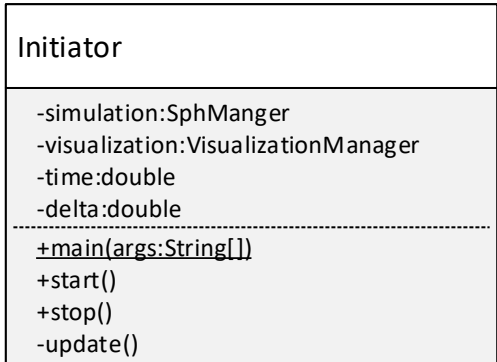 Initiator
-simulation:SphManger
-visualization:VisualizationManager
-time:double
-delta:double
+main(args:String[])
+start()
+stop()
-update()